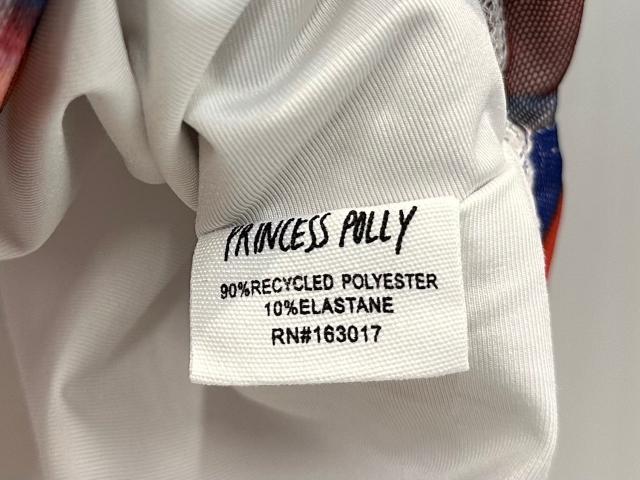 PRINCESS POLLY
90%RECYCLED POLYESTER
10%ELASTANE
RN#163017